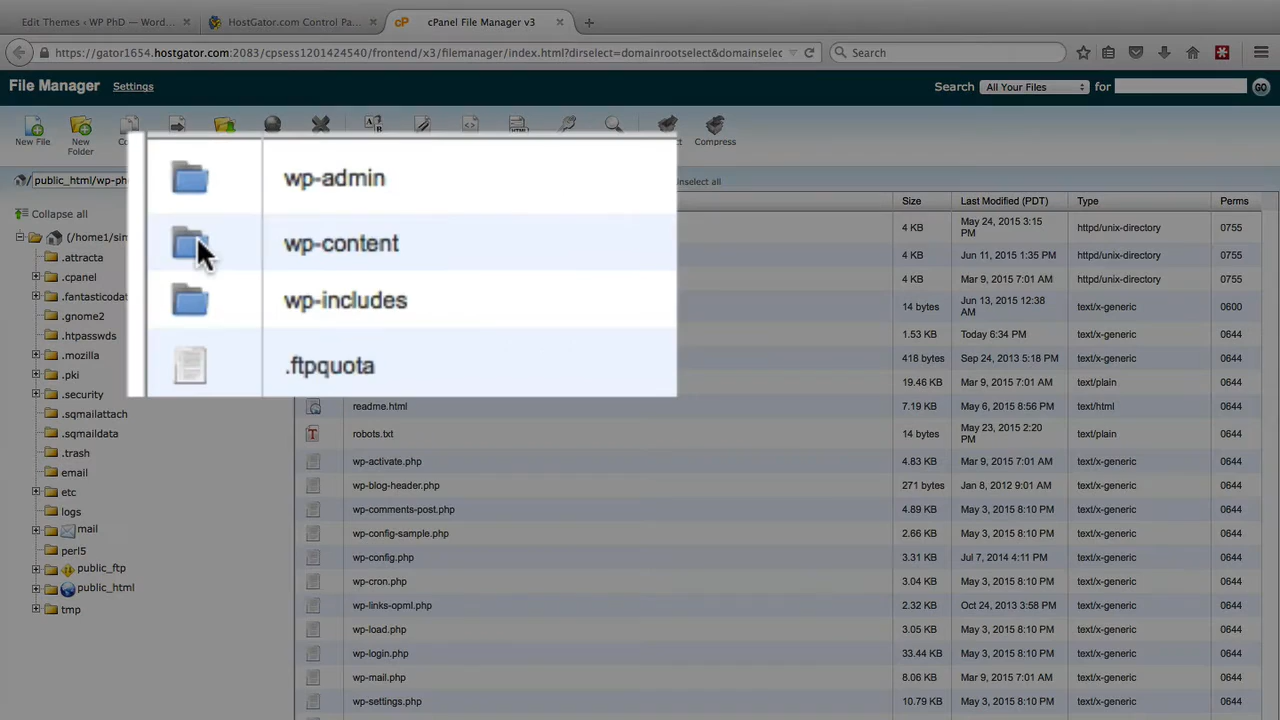 Edit Themes ‹ WP PhD — Word...
HostGator.com Control Pa...
cP cPanel File Manager v3
https://gator1654.hostgator.com:2083/cpsess1201424540/frontend/x3/filemanager/index.html?dirselect=domainrootselect&domainselec
Search
File Manager Settings
Search All Your Files for GO
New File
New Folder
Compress
/ public_html/wp-ph
select all
Collapse all
(/home1/sim
.attracta
.cpanel
.fantasticodat
.gnome2
.htpasswds
.mozilla
.pki
.security
.sqmailattach
.sqmaildata
.trash
email
etc
logs
mail
perl5
public_ftp
public_html
tmp
wp-admin
wp-content
wp-includes
.ftpquota
Size Last Modified (PDT) Type Perms
4 KB May 24, 2015 3:15 PM httpd/unix-directory 0755
4 KB Jun 11, 2015 1:35 PM httpd/unix-directory 0755
4 KB Mar 9, 2015 7:01 AM httpd/unix-directory 0755
14 bytes Jun 13, 2015 12:38 AM text/x-generic 0600
1.53 KB Today 6:34 PM text/x-generic 0644
418 bytes Sep 24, 2013 5:18 PM text/x-generic 0644
19.46 KB Mar 9, 2015 7:01 AM text/plain 0644
readme.html 7.19 KB May 6, 2015 8:56 PM text/html 0644
robots.txt 14 bytes May 23, 2015 2:20 PM text/plain 0644
wp-activate.php 4.83 KB Mar 9, 2015 7:01 AM text/x-generic 0644
wp-blog-header.php 271 bytes Jan 8, 2012 9:01 AM text/x-generic 0644
wp-comments-post.php 4.89 KB May 3, 2015 8:10 PM text/x-generic 0644
wp-config-sample.php 2.66 KB May 3, 2015 8:10 PM text/x-generic 0644
wp-config.php 3.31 KB Jul 7, 2014 4:11 PM text/x-generic 0644
wp-cron.php 3.04 KB May 3, 2015 8:10 PM text/x-generic 0644
wp-links-opml.php 2.32 KB Oct 24, 2013 3:58 PM text/x-generic 0644
wp-load.php 3.05 KB May 3, 2015 8:10 PM text/x-generic 0644
wp-login.php 33.44 KB May 3, 2015 8:10 PM text/x-generic 0644
wp-mail.php 8.06 KB Mar 9, 2015 7:01 AM text/x-generic 0644
wp-settings.php 10.79 KB May 3, 2015 8:10 PM text/x-generic 0644